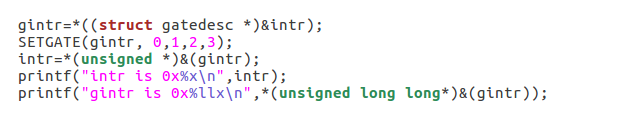 gintr=*((struct gatedesc *)&intr);
SETGATE(gintr, 0,1,2,3);
intr=*(unsigned *)&(gintr);
printf("intr is 0x%x\n",intr);
printf("gintr is 0x%llx\n",*(unsigned long long*)&(gintr));